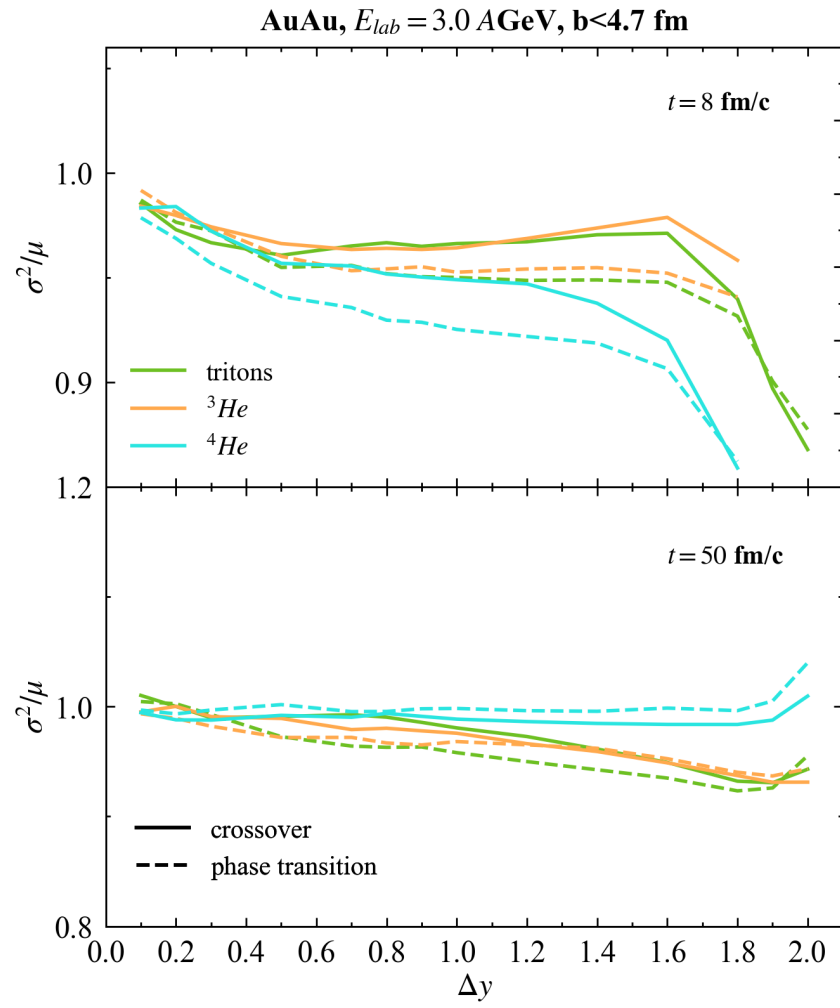 AuAu, E_{lab} = 3.0 AGeV, b<4.7 fm
t = 8 fm/c
1.0
σ²/μ
0.9
tritons
³He
⁴He
1.2
t = 50 fm/c
1.0
σ²/μ
crossover
phase transition
0.8
0.0 0.2 0.4 0.6 0.8 1.0 1.2 1.4 1.6 1.8 2.0
Δy